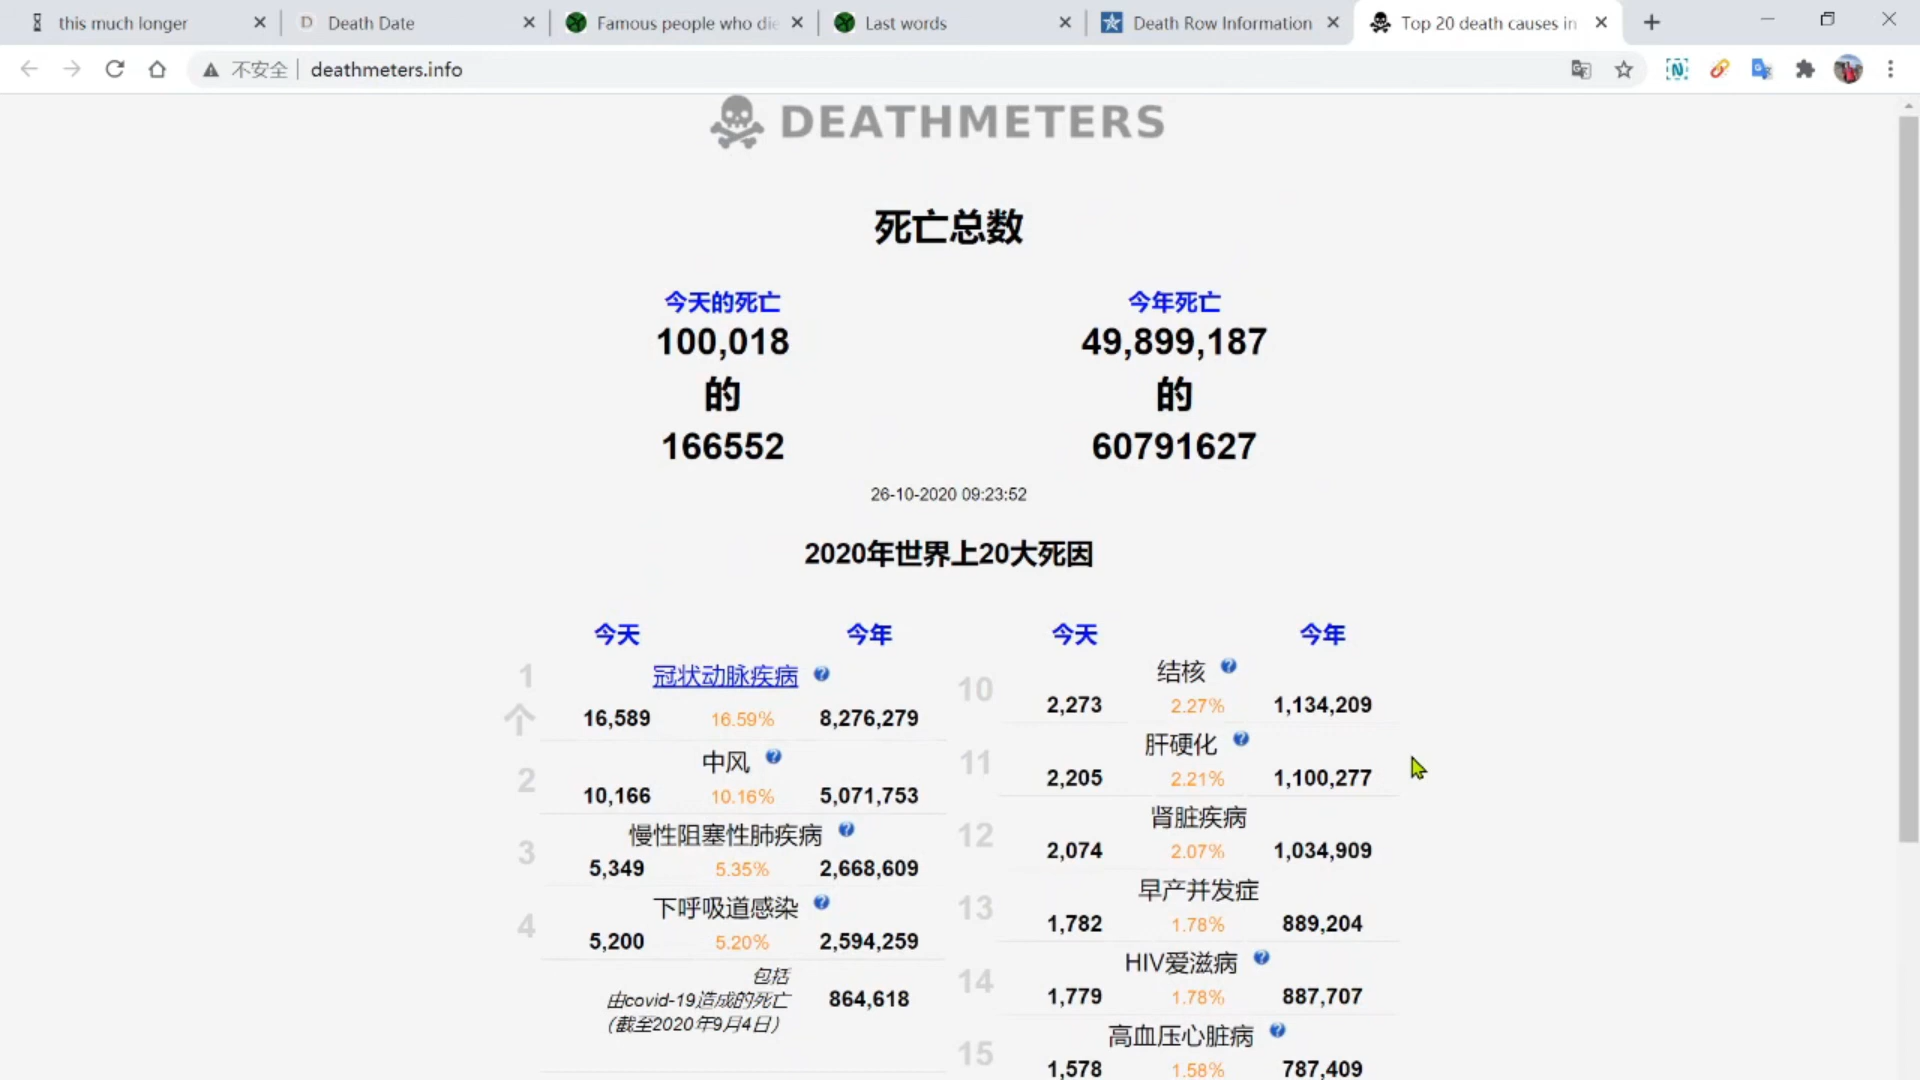 this much longer
Death Date
Famous people who die
Last words
Death Row Information
Top 20 death causes in
不安全
deathmeters.info
DEATHMETERS
死亡总数
今天的死亡
100,018
的
166552
今年死亡
49,899,187
的
60791627
26-10-2020 09:23:52
2020年世界上20大死因
今天
今年
1
冠状动脉疾病
16,589
16.59%
8,276,279
2
中风
10,166
10.16%
5,071,753
3
慢性阻塞性肺疾病
5,349
5.35%
2,668,609
4
下呼吸道感染
5,200
5.20%
2,594,259
包括
由covid-19造成的死亡
864,618
（截至2020年9月4日）
今天
今年
10
结核
2,273
2.27%
1,134,209
11
肝硬化
2,205
2.21%
1,100,277
12
肾脏疾病
2,074
2.07%
1,034,909
13
早产并发症
1,782
1.78%
889,204
14
HIV爱滋病
1,779
1.78%
887,707
15
高血压心脏病
1,578
1.58%
787,409